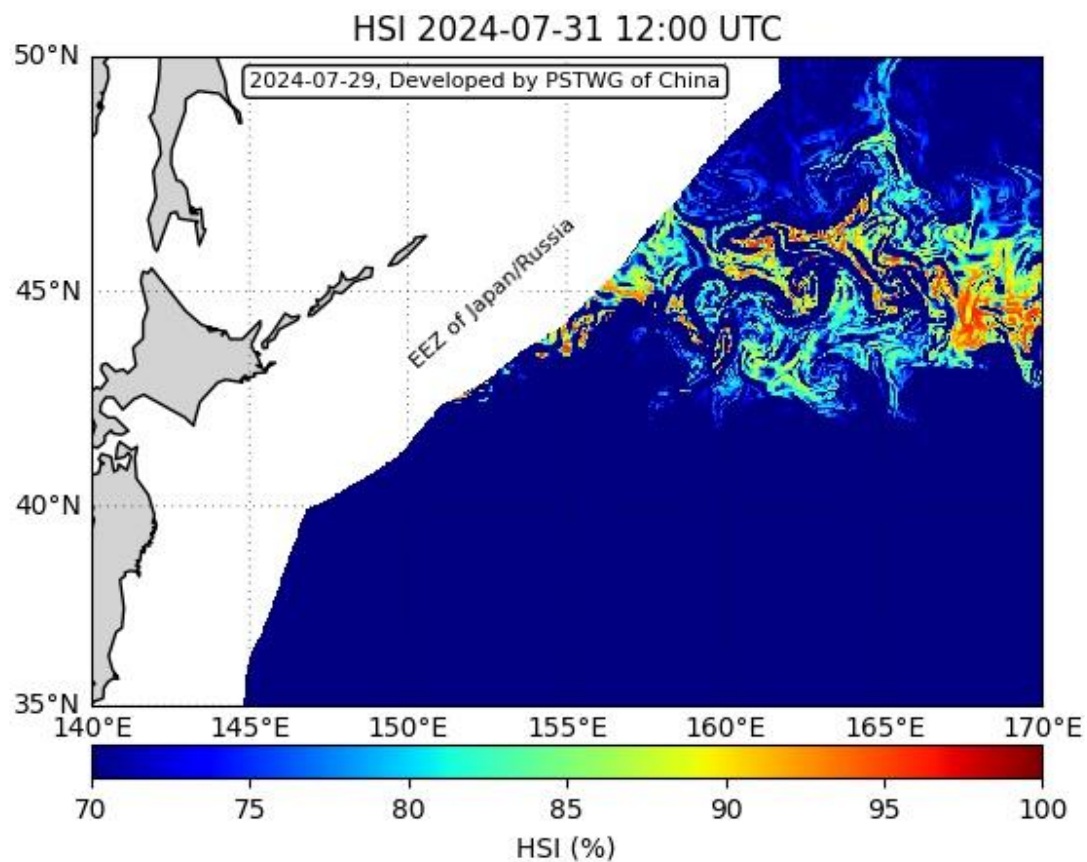 HSI 2024-07-31 12:00 UTC
50°N
2024-07-29, Developed by PSTWG of China
EEZ of Japan/Russia
45°N
40°N
35°N
140°E 145°E 150°E 155°E 160°E 165°E 170°E
70 75 80 85 90 95 100
HSI (%)